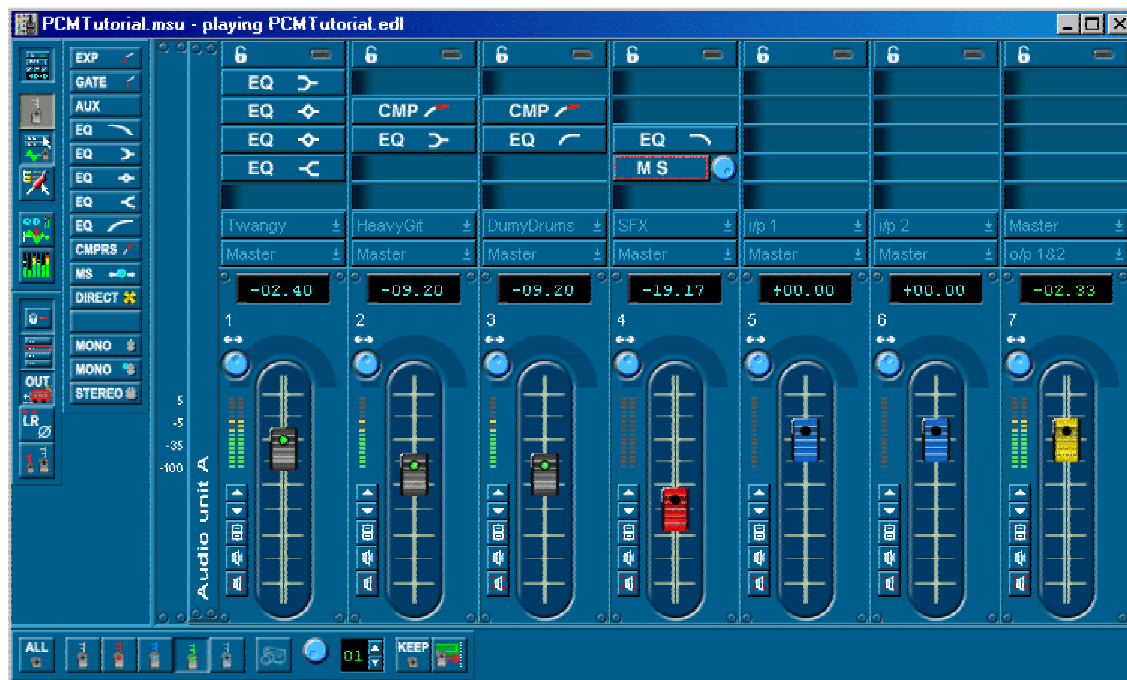 PCMTutorial.msu - playing PCMTutorial.edl
EXP
GATE
AUX
EQ
EQ
EQ
EQ
EQ
CMPRS
MS
DIRECT
MONO
MONO
STEREO
OUT
LR
5
-5
-35
-100
Audio unit A
6 6 6 6 6 6 6
EQ
EQ CMP CMP
EQ EQ EQ EQ
EQ M S
Twangy HeavyGit DumyDrums SFX i/p 1 i/p 2 Master
Master Master Master Master Master Master o/p 1&2
-02.40 -09.20 -09.20 -19.17 +00.00 +00.00 -02.33
1 2 3 4 5 6 7
ALL
01
KEEP